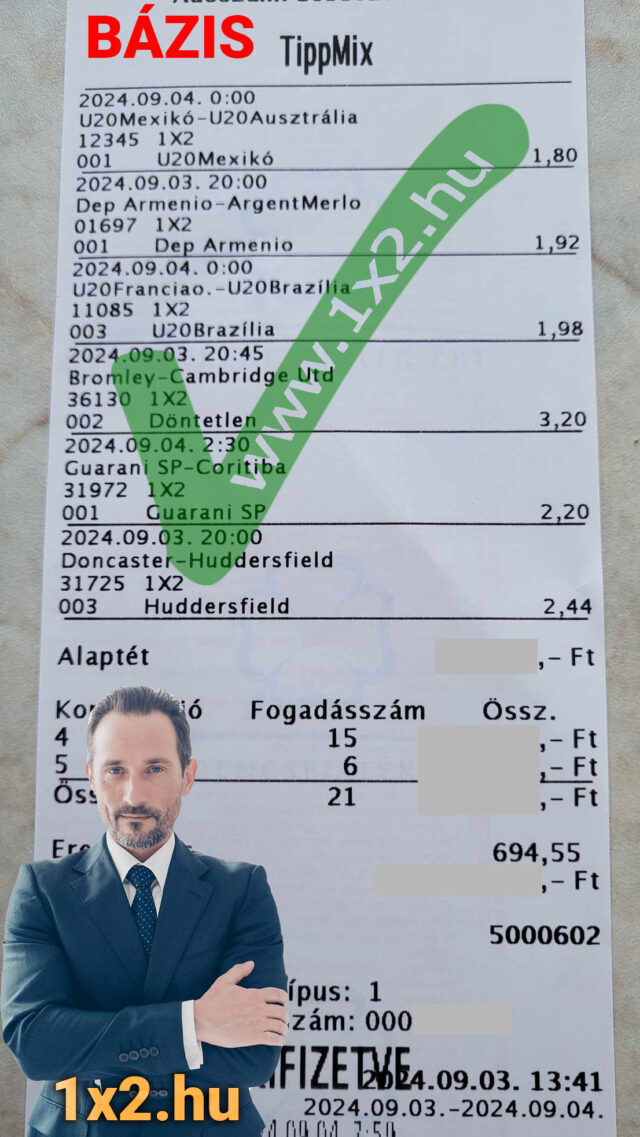 BÁZIS
TippMix
2024.09.04. 0:00
U20Mexikó-U20Ausztrália
12345 1X2
001 U20Mexikó 1,80
2024.09.03. 20:00
Dep Armenio-ArgentMerlo
01697 1X2
001 Dep Armenio 1,92
2024.09.04. 0:00
U20Franciao.-U20Brazília
11085 1X2
003 U20Brazília 1,98
2024.09.03. 20:45
Bromley-Cambridge Utd
36130 1X2
002 Döntetlen 3,20
2024.09.04. 2:30
Guarani SP-Coritiba
31972 1X2
001 Guarani SP 2,20
2024.09.03. 20:00
Doncaster-Huddersfield
31725 1X2
003 Huddersfield 2,44
www.1x2.hu
Alaptét ,- Ft
Fogadásszám Össz.
4 15 ,- Ft
5 6 ,- Ft
21 ,- Ft
694,55
,- Ft
5000602
ípus: 1
szám: 000
IFIZETVE
2024.09.03. 13:41
2024.09.03.-2024.09.04.
1x2.hu